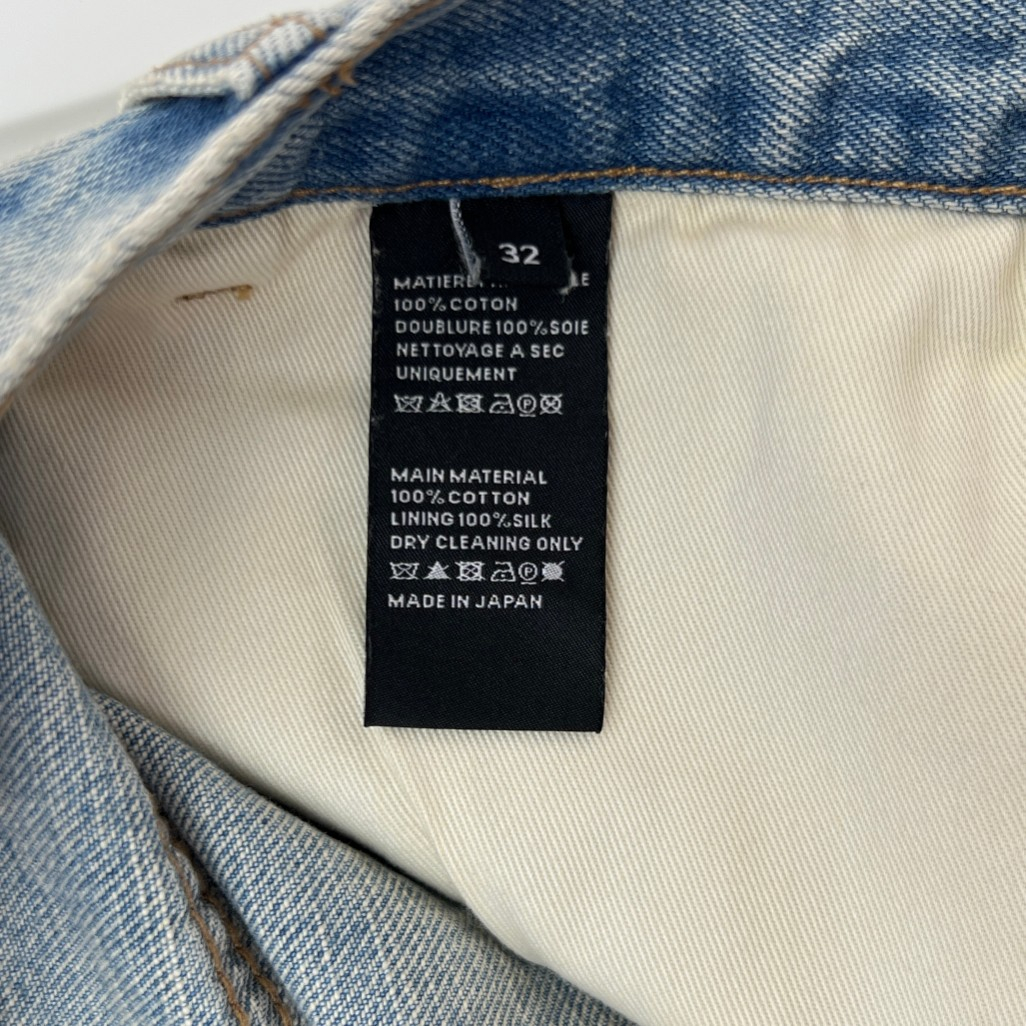 32
100% COTON
DOUBLURE 100% SOIE
NETTOYAGE A SEC
UNIQUEMENT
P
MAIN MATERIAL
100% COTTON
LINING 100% SILK
DRY CLEANING ONLY
P
MADE IN JAPAN